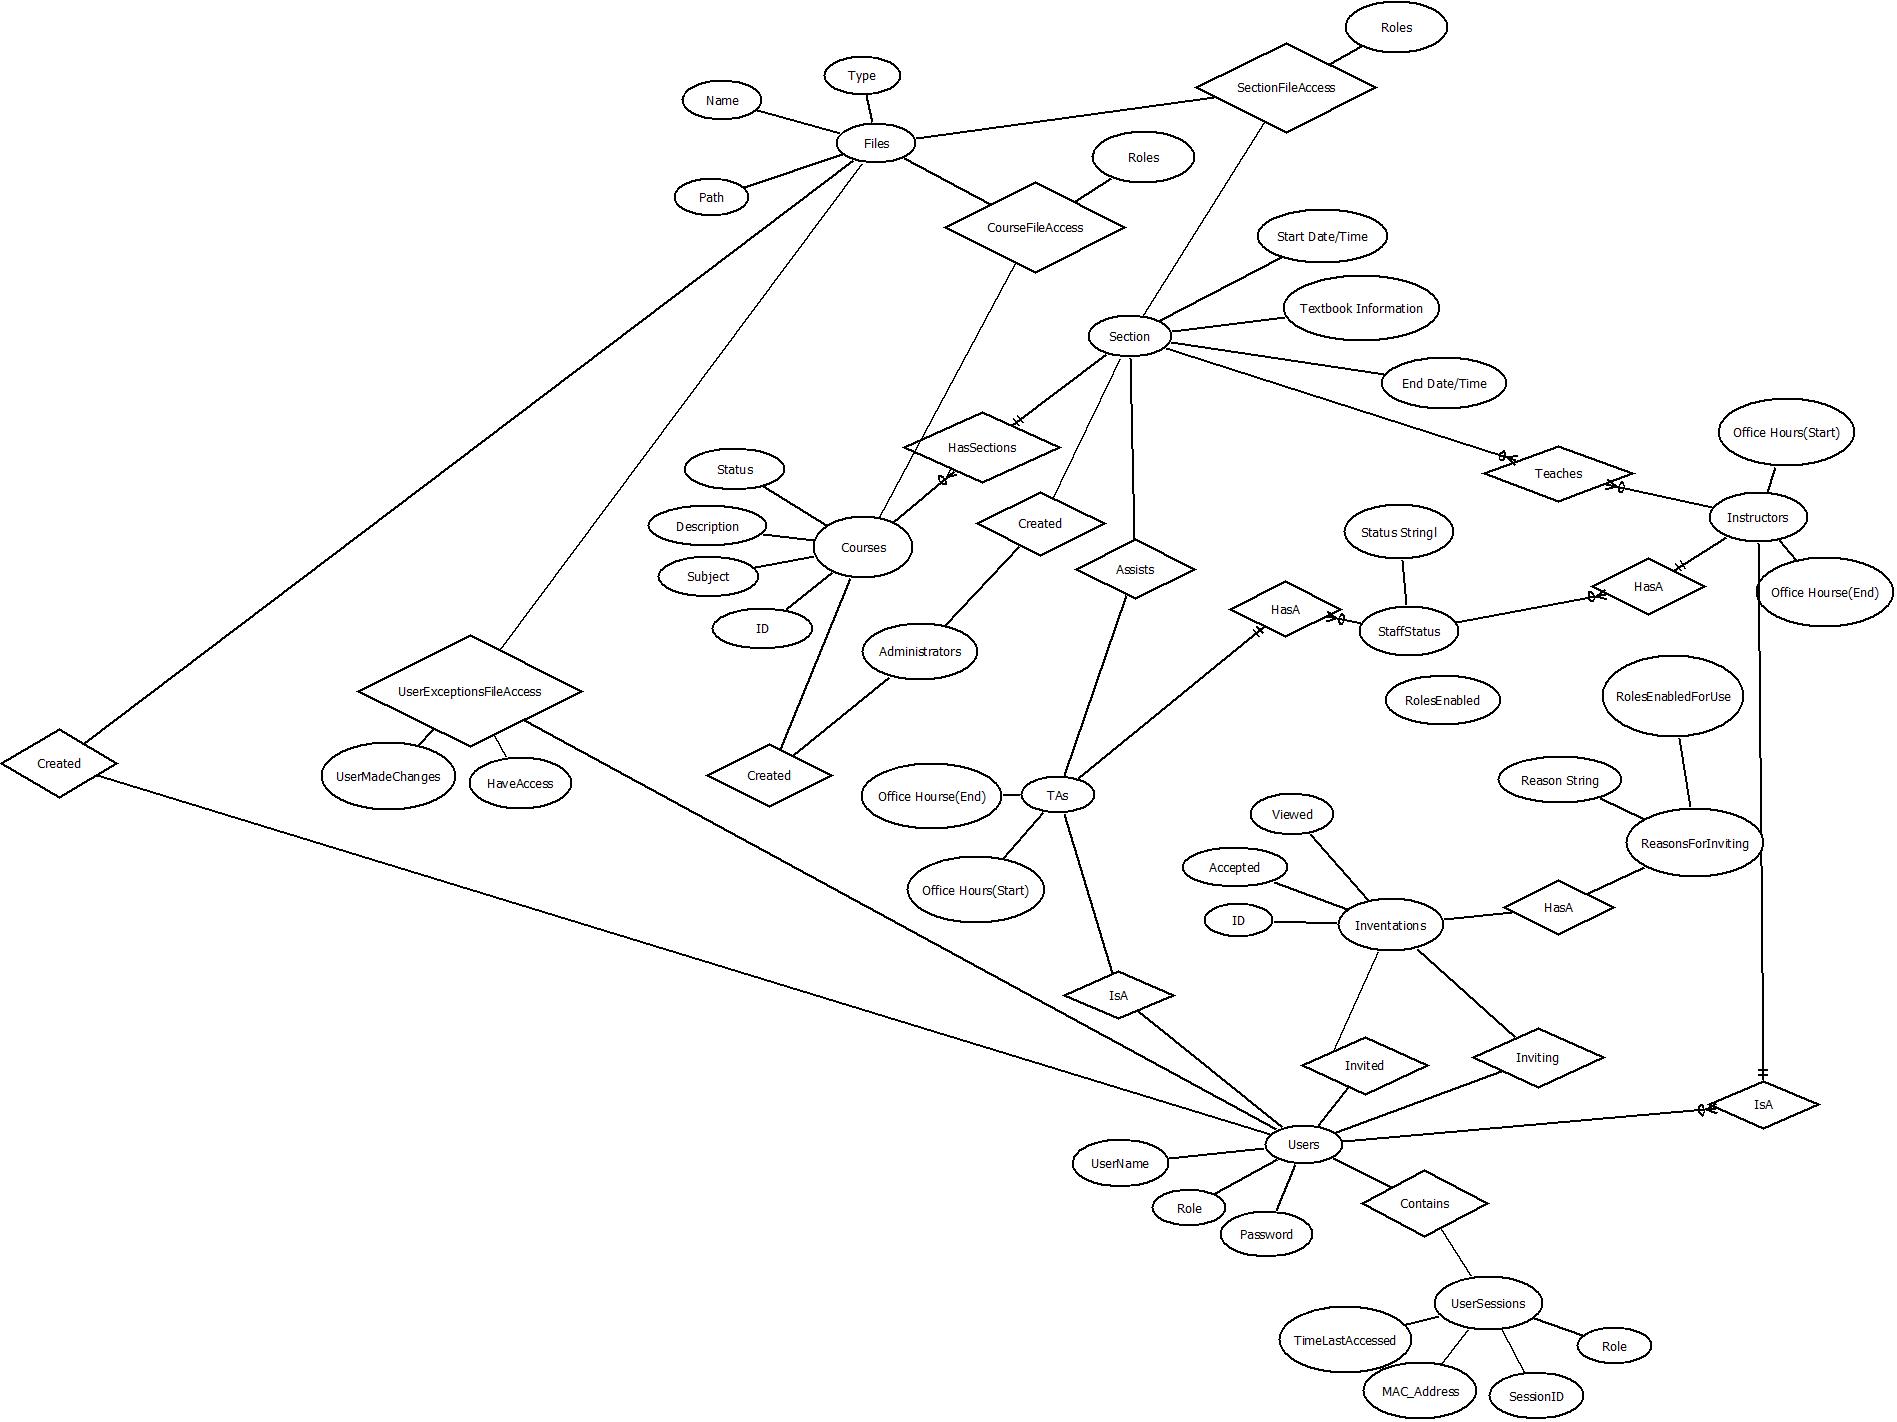 Roles
Type
SectionFileAccess
Name
Files
Roles
Path
CourseFileAccess
Start Date/Time
Textbook Information
Section
End Date/Time
Office Hours(Start)
HasSections
Status
Teaches
Instructors
Description
Created
Status Stringl
Courses
Assists
Subject
HasA
Office Hourse(End)
HasA
ID
StaffStatus
Administrators
UserExceptionsFileAccess
RolesEnabledForUse
RolesEnabled
Created
UserMadeChanges
HaveAccess
Created
Office Hourse(End)
TAs
Reason String
Viewed
ReasonsForInviting
Accepted
Office Hours(Start)
HasA
ID
Inventations
IsA
Invited
Inviting
IsA
Users
UserName
Role
Contains
Password
UserSessions
TimeLastAccessed
Role
MAC_Address
SessionID